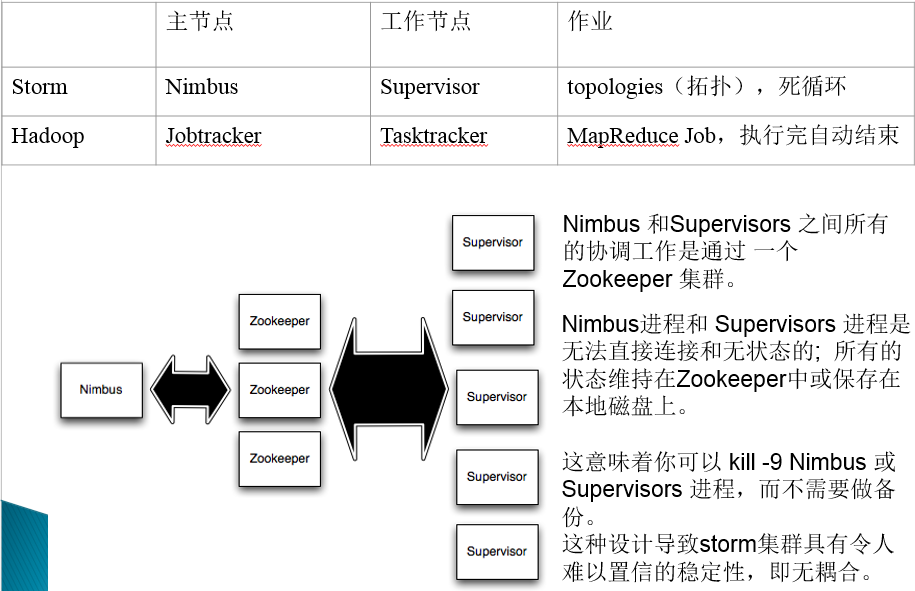 主节点 工作节点 作业
Storm Nimbus Supervisor topologies（拓扑），死循环
Hadoop Jobtracker Tasktracker MapReduce Job，执行完自动结束
Nimbus
Zookeeper
Zookeeper
Zookeeper
Supervisor
Supervisor
Supervisor
Supervisor
Supervisor
Nimbus 和Supervisors 之间所有
的协调工作是通过 一个
Zookeeper 集群。
Nimbus进程和 Supervisors 进程是
无法直接连接和无状态的; 所有的
状态维持在Zookeeper中或保存在
本地磁盘上。
这意味着你可以 kill -9 Nimbus 或
Supervisors 进程，而不需要做备
份。
这种设计导致storm集群具有令人
难以置信的稳定性，即无耦合。